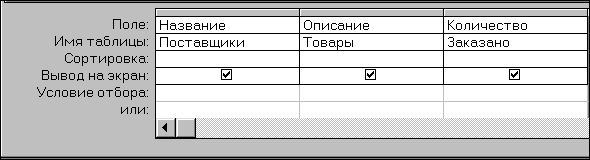 Поле: Название Описание Количество
Имя таблицы: Поставщики Товары Заказано
Сортировка:
Вывод на экран:
Условие отбора:
или: